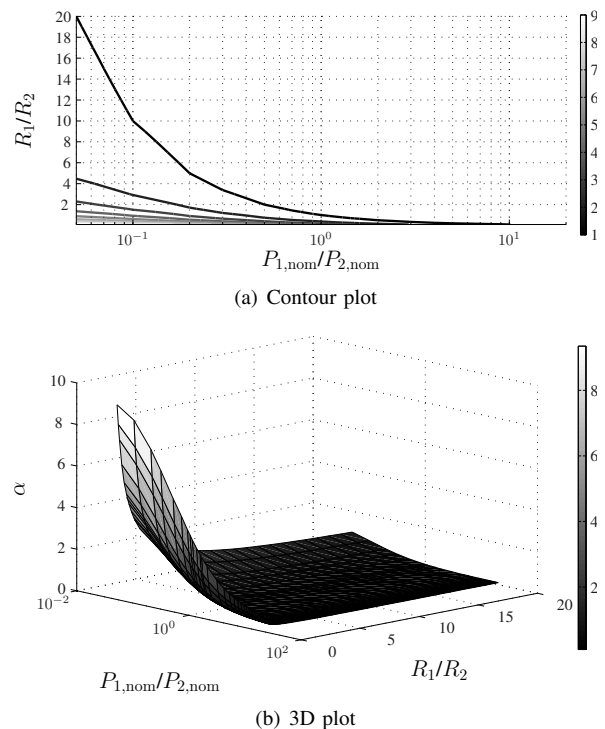 20
18
16
14
12
10
8
6
4
2
R₁/R₂
10⁻¹ 10⁰ 10¹
P₁,nom/P₂,nom
9
8
7
6
5
4
3
2
1
(a) Contour plot
10
8
6
4
2
0
α
10⁻² 10⁰ 10²
P₁,nom/P₂,nom
0 5 10 15 20
R₁/R₂
8
6
4
2
(b) 3D plot